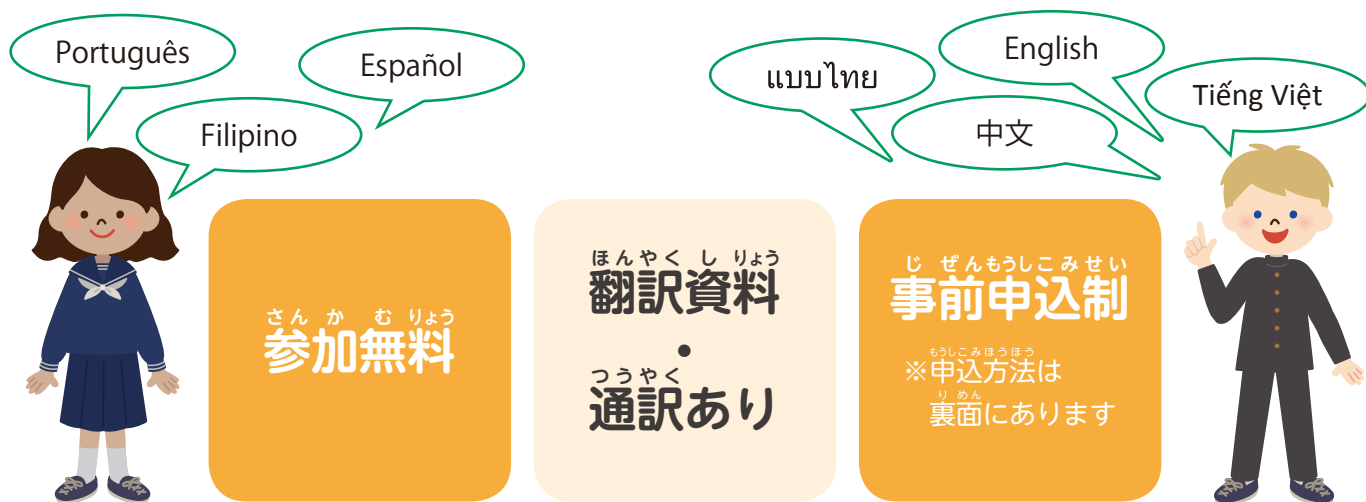 Português
Español
Filipino
แบบไทย
English
中文
Tiếng Việt
さん か む りょう
参加無料
ほんやく し りょう
翻訳資料
・
つうやく
通訳あり
じ ぜんもうしこみせい
事前申込制
もうしこみほうほう
※申込方法は
り めん
裏面にあります